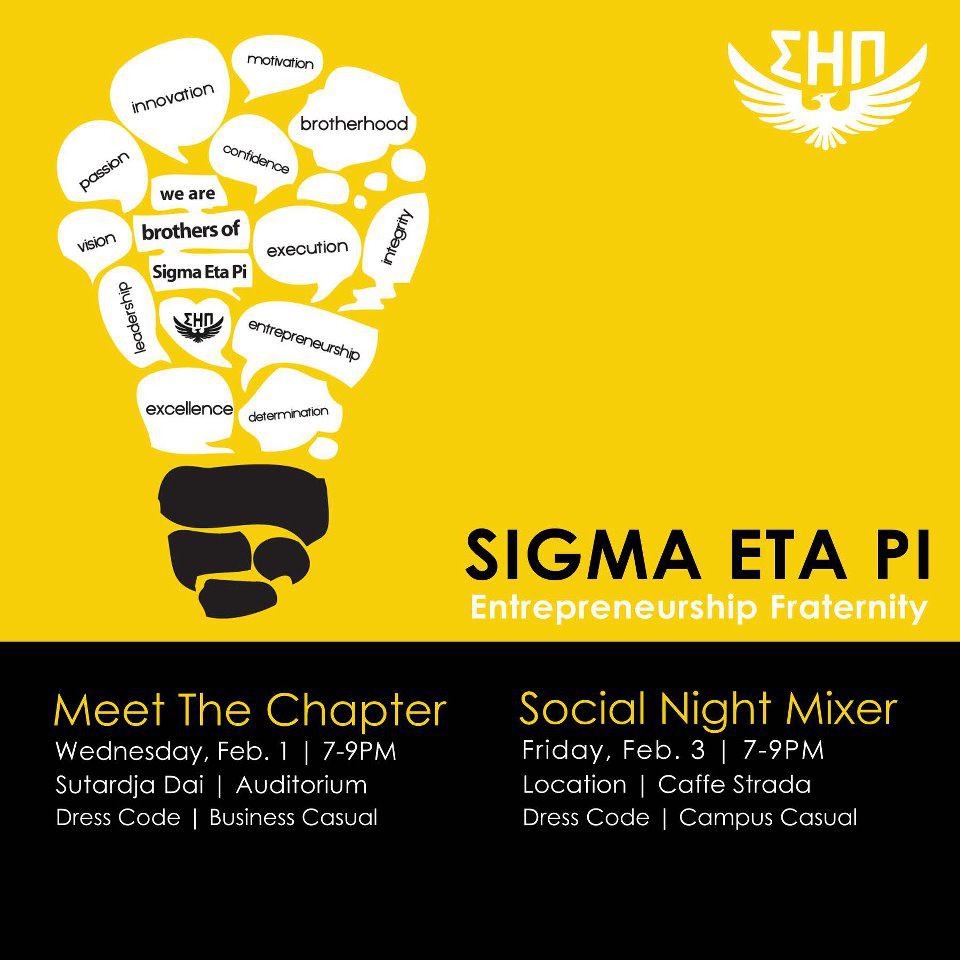 ΣΗΠ
motivation
innovation
brotherhood
confidence
passion
we are
brothers of
Sigma Eta Pi
vision
execution
integrity
leadership
ΣΗΠ
entrepreneurship
excellence
determination
SIGMA ETA PI
Entrepreneurship Fraternity
Meet The Chapter
Wednesday, Feb. 1 | 7-9PM
Sutardja Dai | Auditorium
Dress Code | Business Casual
Social Night Mixer
Friday, Feb. 3 | 7-9PM
Location | Caffe Strada
Dress Code | Campus Casual